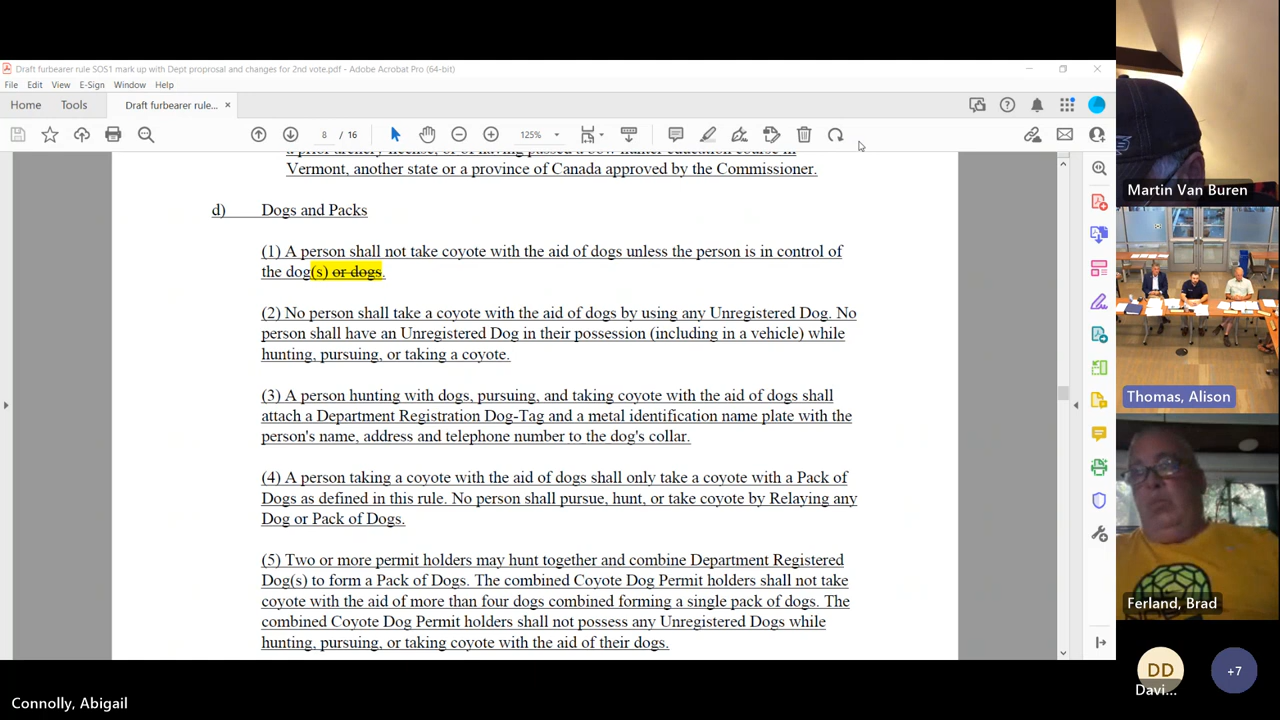 Draft furbearer rule SOS1 mark up with Dept proprosal and changes for 2nd vote.pdf - Adobe Acrobat Pro (64-bit)
File Edit View E-Sign Window Help
Home Tools Draft furbearer rule... ×
8 / 16 125%
Vermont, another state or a province of Canada approved by the Commissioner.
d) Dogs and Packs
(1) A person shall not take coyote with the aid of dogs unless the person is in control of
the dog(s) or dogs.
(2) No person shall take a coyote with the aid of dogs by using any Unregistered Dog. No
person shall have an Unregistered Dog in their possession (including in a vehicle) while
hunting, pursuing, or taking a coyote.
(3) A person hunting with dogs, pursuing, and taking coyote with the aid of dogs shall
attach a Department Registration Dog-Tag and a metal identification name plate with the
person's name, address and telephone number to the dog's collar.
(4) A person taking a coyote with the aid of dogs shall only take a coyote with a Pack of
Dogs as defined in this rule. No person shall pursue, hunt, or take coyote by Relaying any
Dog or Pack of Dogs.
(5) Two or more permit holders may hunt together and combine Department Registered
Dog(s) to form a Pack of Dogs. The combined Coyote Dog Permit holders shall not take
coyote with the aid of more than four dogs combined forming a single pack of dogs. The
combined Coyote Dog Permit holders shall not possess any Unregistered Dogs while
hunting, pursuing, or taking coyote with the aid of their dogs.
Martin Van Buren
Thomas, Alison
Ferland, Brad
DD
Davi...
+7
Connolly, Abigail